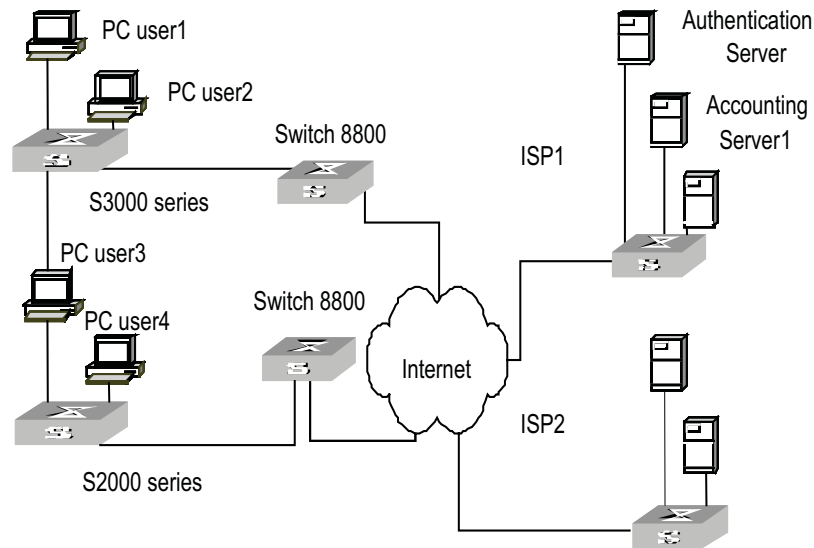 PC user1
PC user2
Switch 8800
S3000 series
PC user3
PC user4
Switch 8800
S2000 series
Internet
ISP1
ISP2
Authentication
Server
Accounting
Server1